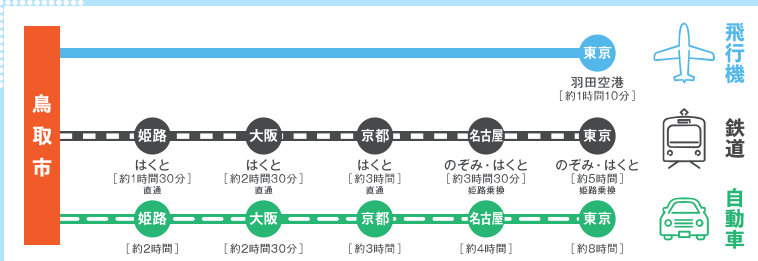 鳥取市
東京
羽田空港
[約1時間10分]
飛行機
姫路
大阪
京都
名古屋
東京
はくと
はくと
はくと
のぞみ・はくと
のぞみ・はくと
[約1時間30分]
[約2時間30分]
[約3時間]
[約3時間30分]
[約5時間]
直通
直通
直通
姫路乗換
姫路乗換
鉄道
姫路
大阪
京都
名古屋
東京
[約2時間]
[約2時間30分]
[約3時間]
[約4時間]
[約8時間]
自動車